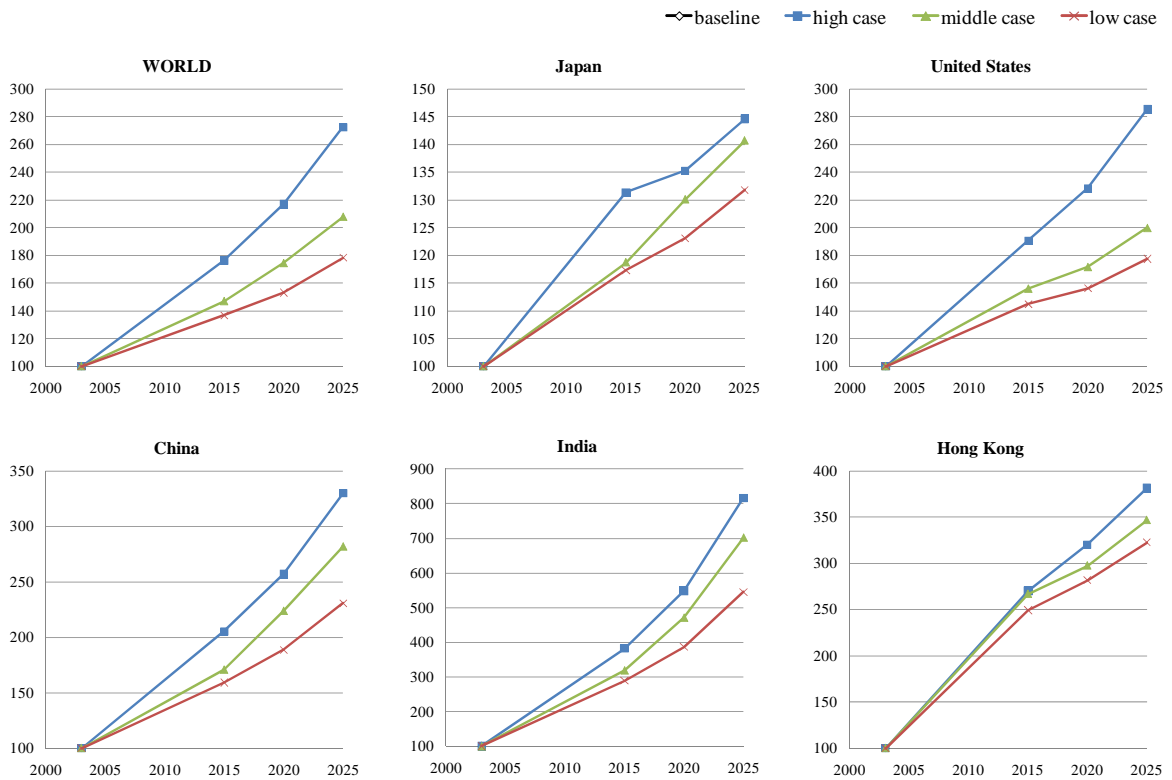 baseline high case middle case low case
WORLD Japan United States
300 150 300
280 145 280
260 140 260
240 135 240
220 130 220
200 125 200
180 120 180
160 115 160
140 110 140
120 105 120
100 100 100
2000 2005 2010 2015 2020 2025 2000 2005 2010 2015 2020 2025 2000 2005 2010 2015 2020 2025
China India Hong Kong
350 900 400
300 800 350
250 700 300
200 600 250
150 500 200
100 400 150
300 100
200
100
2000 2005 2010 2015 2020 2025 2000 2005 2010 2015 2020 2025 2000 2005 2010 2015 2020 2025